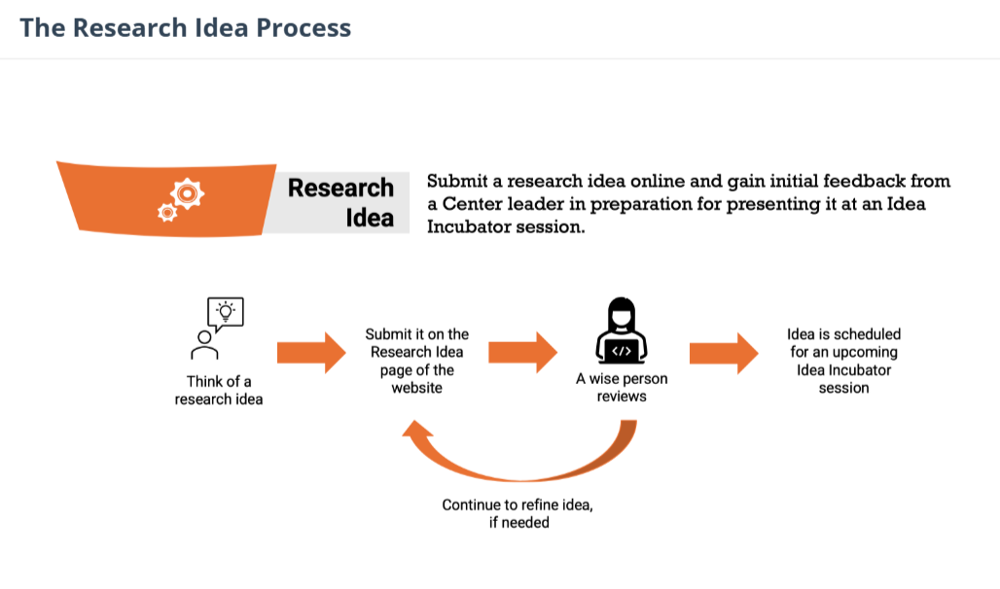 The Research Idea Process
Research
Idea
Submit a research idea online and gain initial feedback from
a Center leader in preparation for presenting it at an Idea
Incubator session.
Think of a
research idea
Submit it on the
Research Idea
page of the
website
</>
A wise person
reviews
Idea is scheduled
for an upcoming
Idea Incubator
session
Continue to refine idea,
if needed